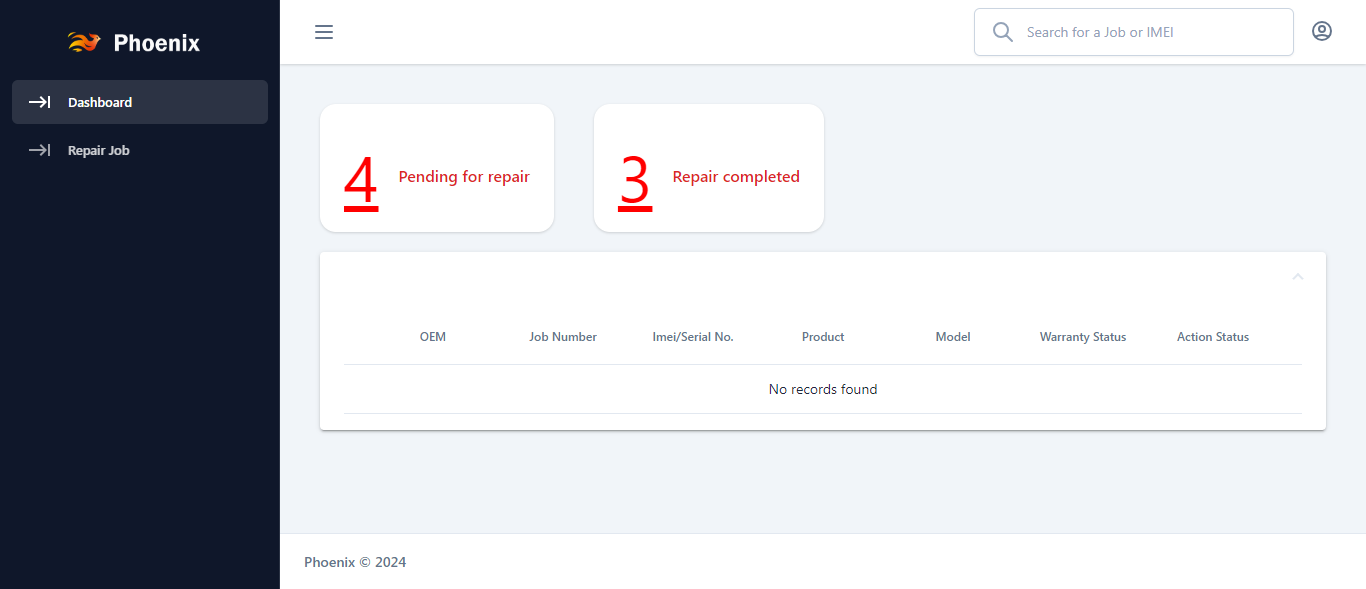 Phoenix
Search for a Job or IMEI
Dashboard
Repair Job
4 Pending for repair
3 Repair completed
OEM Job Number Imei/Serial No. Product Model Warranty Status Action Status
No records found
Phoenix © 2024